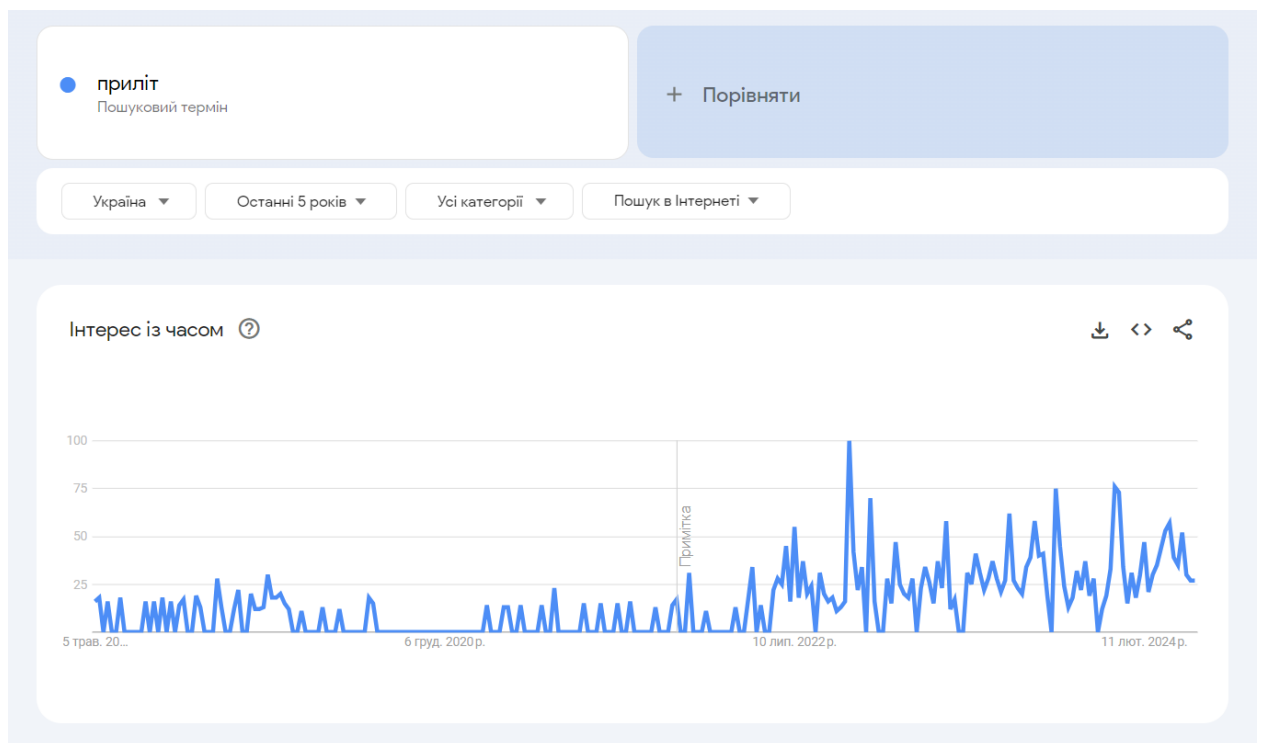 приліт
Пошуковий термін
+ Порівняти
Україна
Останні 5 років
Усі категорії
Пошук в Інтернеті
Інтерес із часом
100
75
50
25
Примітка
5 трав. 20…
6 груд. 2020 р.
10 лип. 2022 р.
11 лют. 2024 р.